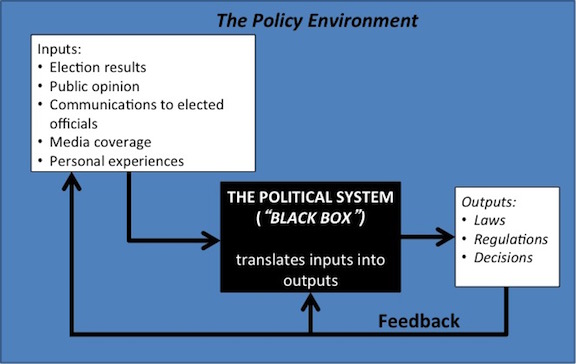 The Policy Environment
Inputs:
• Election results
• Public opinion
• Communications to elected
officials
• Media coverage
• Personal experiences
THE POLITICAL SYSTEM
(“BLACK BOX”)
translates inputs into
outputs
Outputs:
• Laws
• Regulations
• Decisions
Feedback